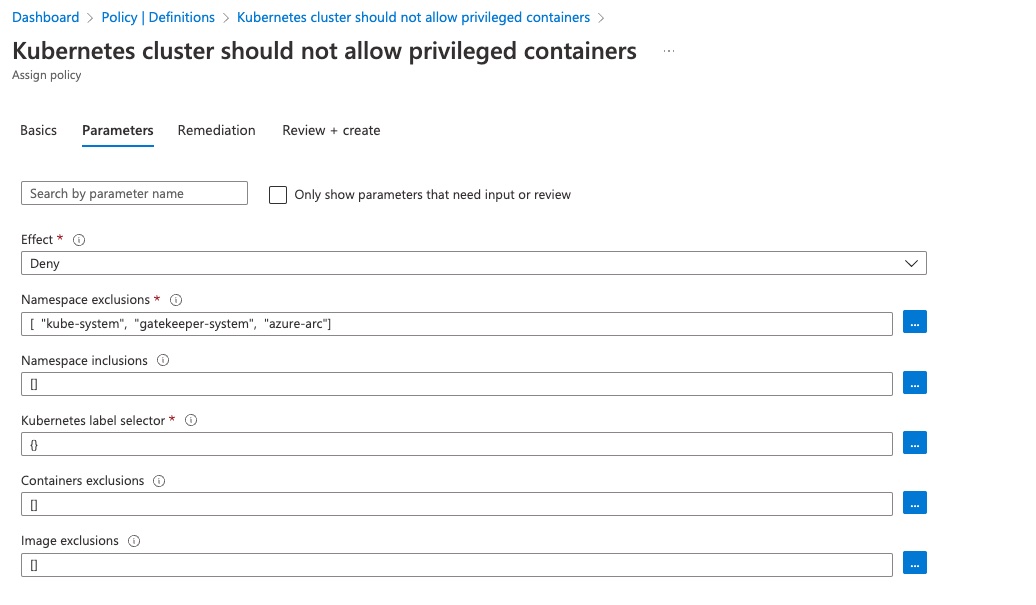 Dashboard > Policy | Definitions > Kubernetes cluster should not allow privileged containers >
Kubernetes cluster should not allow privileged containers ...
Assign policy
Basics Parameters Remediation Review + create
Search by parameter name Only show parameters that need input or review
Effect *
Deny
Namespace exclusions *
[ "kube-system", "gatekeeper-system", "azure-arc"] ...
Namespace inclusions
[] ...
Kubernetes label selector *
{} ...
Containers exclusions
[] ...
Image exclusions
[] ...